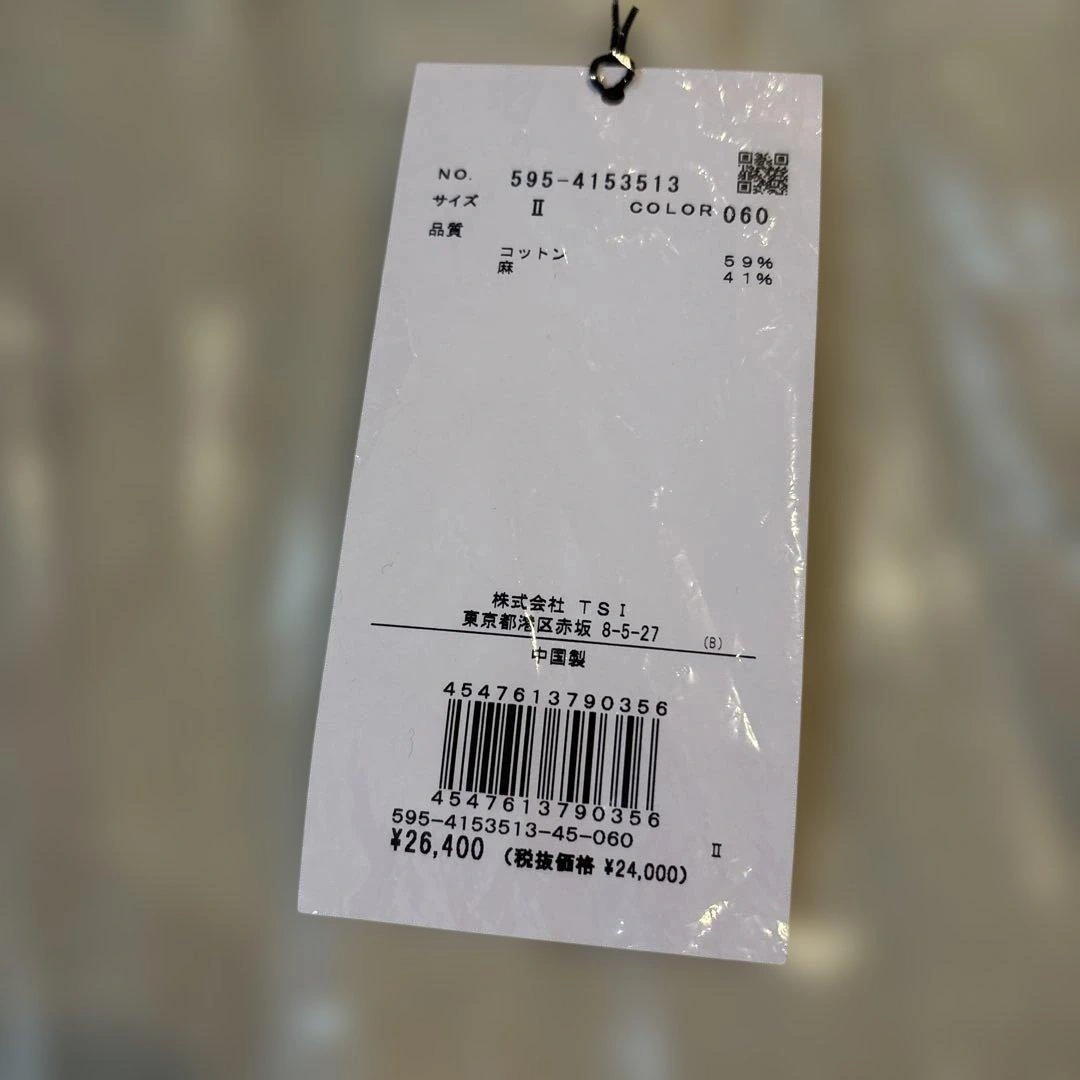 NO. 595-4153513
サイズ Ⅱ COLOR 060
品質
コットン 59%
麻 41%
株式会社 TSI
東京都港区赤坂 8-5-27 (B)
中国製
4547613790356
4547613790356
595-4153513-45-060 Ⅱ
¥26,400 (税抜価格 ¥24,000)